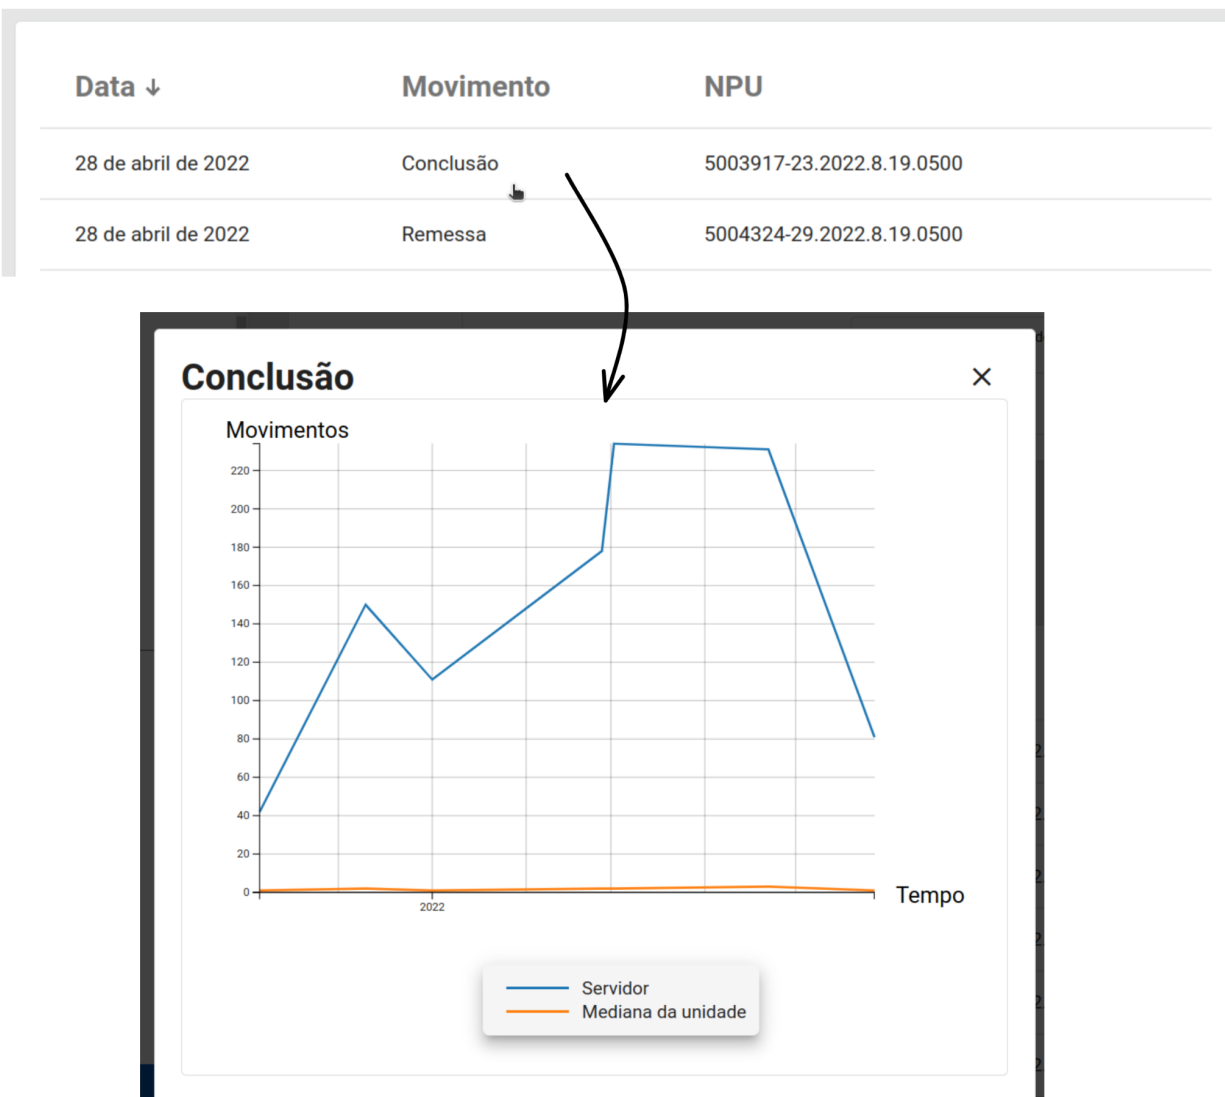 Data ↓ Movimento NPU
28 de abril de 2022 Conclusão 5003917-23.2022.8.19.0500
28 de abril de 2022 Remessa 5004324-29.2022.8.19.0500
Conclusão ×
Movimentos
220
200
180
160
140
120
100
80
60
40
20
0
Tempo
2022
Servidor
Mediana da unidade